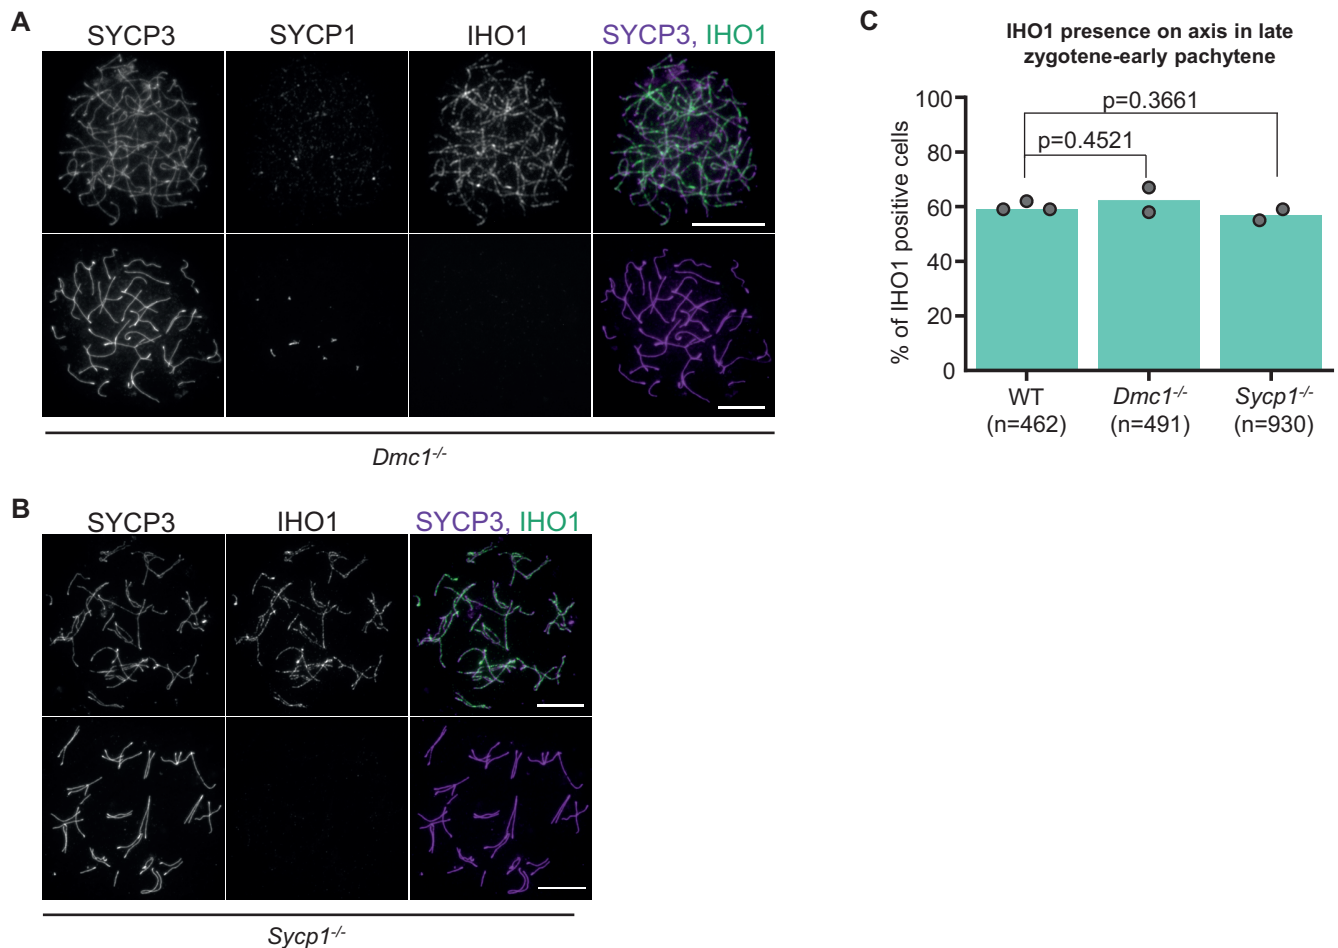 A
SYCP3 SYCP1 IHO1 SYCP3, IHO1
Dmc1-/-
B
SYCP3 IHO1 SYCP3, IHO1
Sycp1-/-
C
IHO1 presence on axis in late
zygotene-early pachytene
% of IHO1 positive cells
100
80
60
40
20
0
p=0.3661
p=0.4521
WT Dmc1-/- Sycp1-/-
(n=462) (n=491) (n=930)